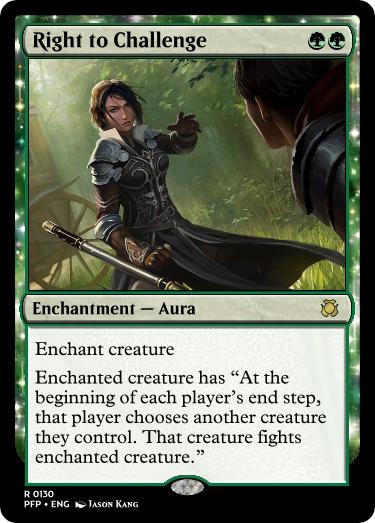 Right to Challenge
Enchantment — Aura
Enchant creature
Enchanted creature has “At the
beginning of each player’s end step,
that player chooses another creature
they control. That creature fights
enchanted creature.”
R 0130
PFP • ENG Jason Kang